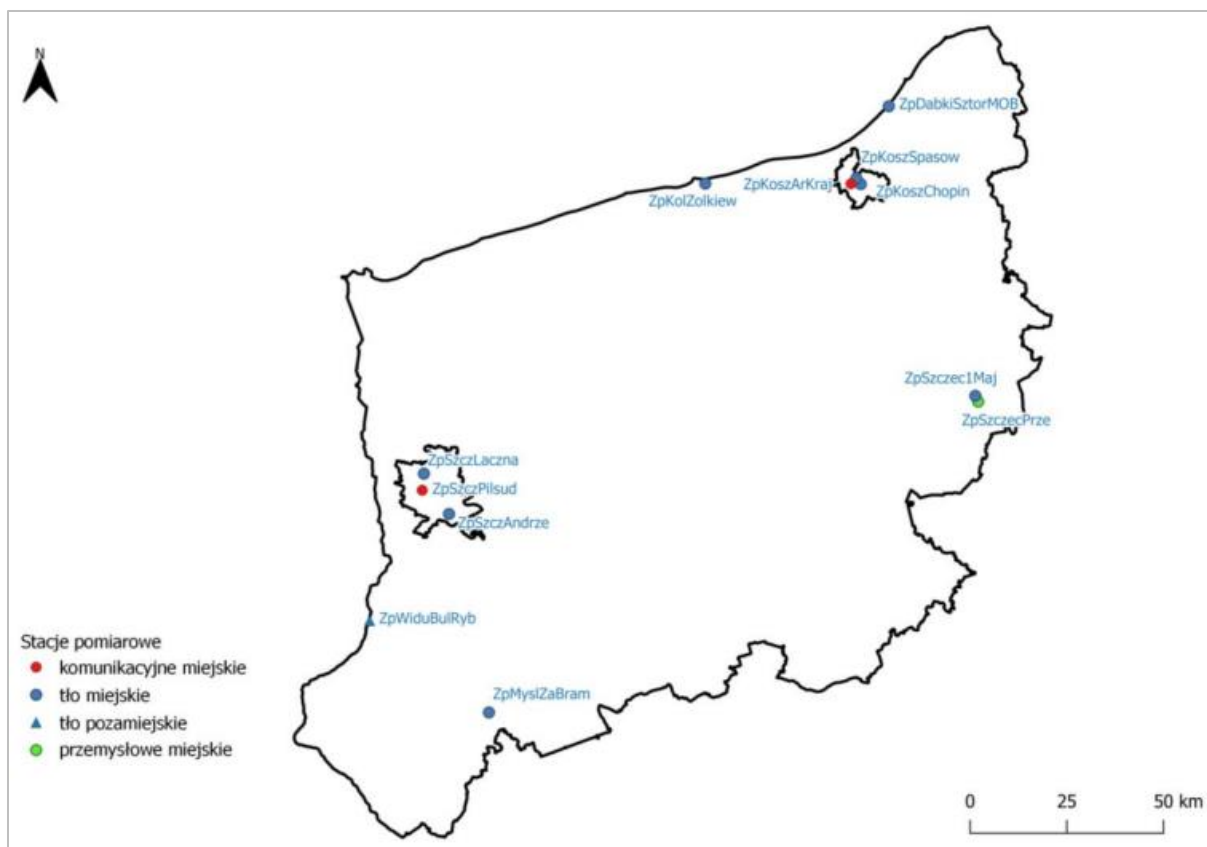 N
ZpDabkiSztorMOB
ZpKoszSpasow
ZpKoszArKraj
ZpKoszChopin
ZpKolZolkiew
ZpSzczec1Maj
ZpSzczecPrze
ZpSzczLaczna
ZpSzczPilsud
ZpSzczAndrze
ZpWiduBulRyb
ZpMyslZaBram
Stacje pomiarowe
komunikacyjne miejskie
tło miejskie
tło pozamiejskie
przemysłowe miejskie
0 25 50 km